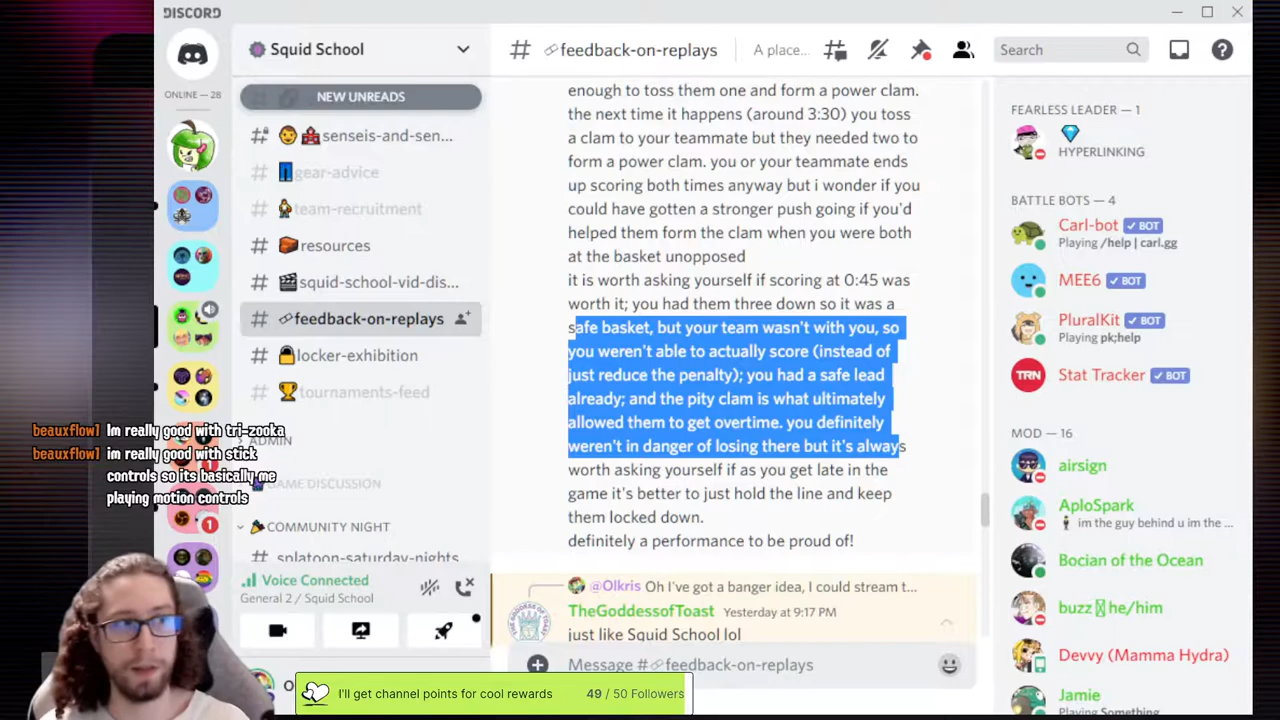 DISCORD
Squid School
feedback-on-replays
A place...
Search
ONLINE — 28
NEW UNREADS
senseis-and-sen...
gear-advice
team-recruitment
resources
squid-school-vid-dis...
feedback-on-replays
locker-exhibition
tournaments-feed
ADMIN
GAME DISCUSSION
COMMUNITY NIGHT
splatoon-saturday-nights
1
1
beauxflow] Im really good with tri-zooka
beauxflow] im really good with stick
controls so its basically me
playing motion controls
Voice Connected
General 2 / Squid School
enough to toss them one and form a power clam.
the next time it happens (around 3:30) you toss
a clam to your teammate but they needed two to
form a power clam. you or your teammate ends
up scoring both times anyway but i wonder if you
could have gotten a stronger push going if you'd
helped them form the clam when you were both
at the basket unopposed
it is worth asking yourself if scoring at 0:45 was
worth it; you had them three down so it was a
safe basket, but your team wasn't with you, so
you weren't able to actually score (instead of
just reduce the penalty); you had a safe lead
already; and the pity clam is what ultimately
allowed them to get overtime. you definitely
weren't in danger of losing there but it's always
worth asking yourself if as you get late in the
game it's better to just hold the line and keep
them locked down.
definitely a performance to be proud of!
@Olkris Oh I've got a banger idea, I could stream t...
TheGoddessofToast Yesterday at 9:17 PM
just like Squid School lol
Message # feedback-on-replays
I'll get channel points for cool rewards
49 / 50 Followers
FEARLESS LEADER — 1
HYPERLINKING
BATTLE BOTS — 4
Carl-bot ✓ BOT
Playing /help | carl.gg
MEE6 ✓ BOT
PluralKit ✓ BOT
Playing pk;help
TRN
Stat Tracker ✓ BOT
MOD — 16
airsign
AploSpark
im the guy behind u im the ...
Bocian of the Ocean
buzz he/him
Devvy (Mamma Hydra)
Jamie
Playing Something